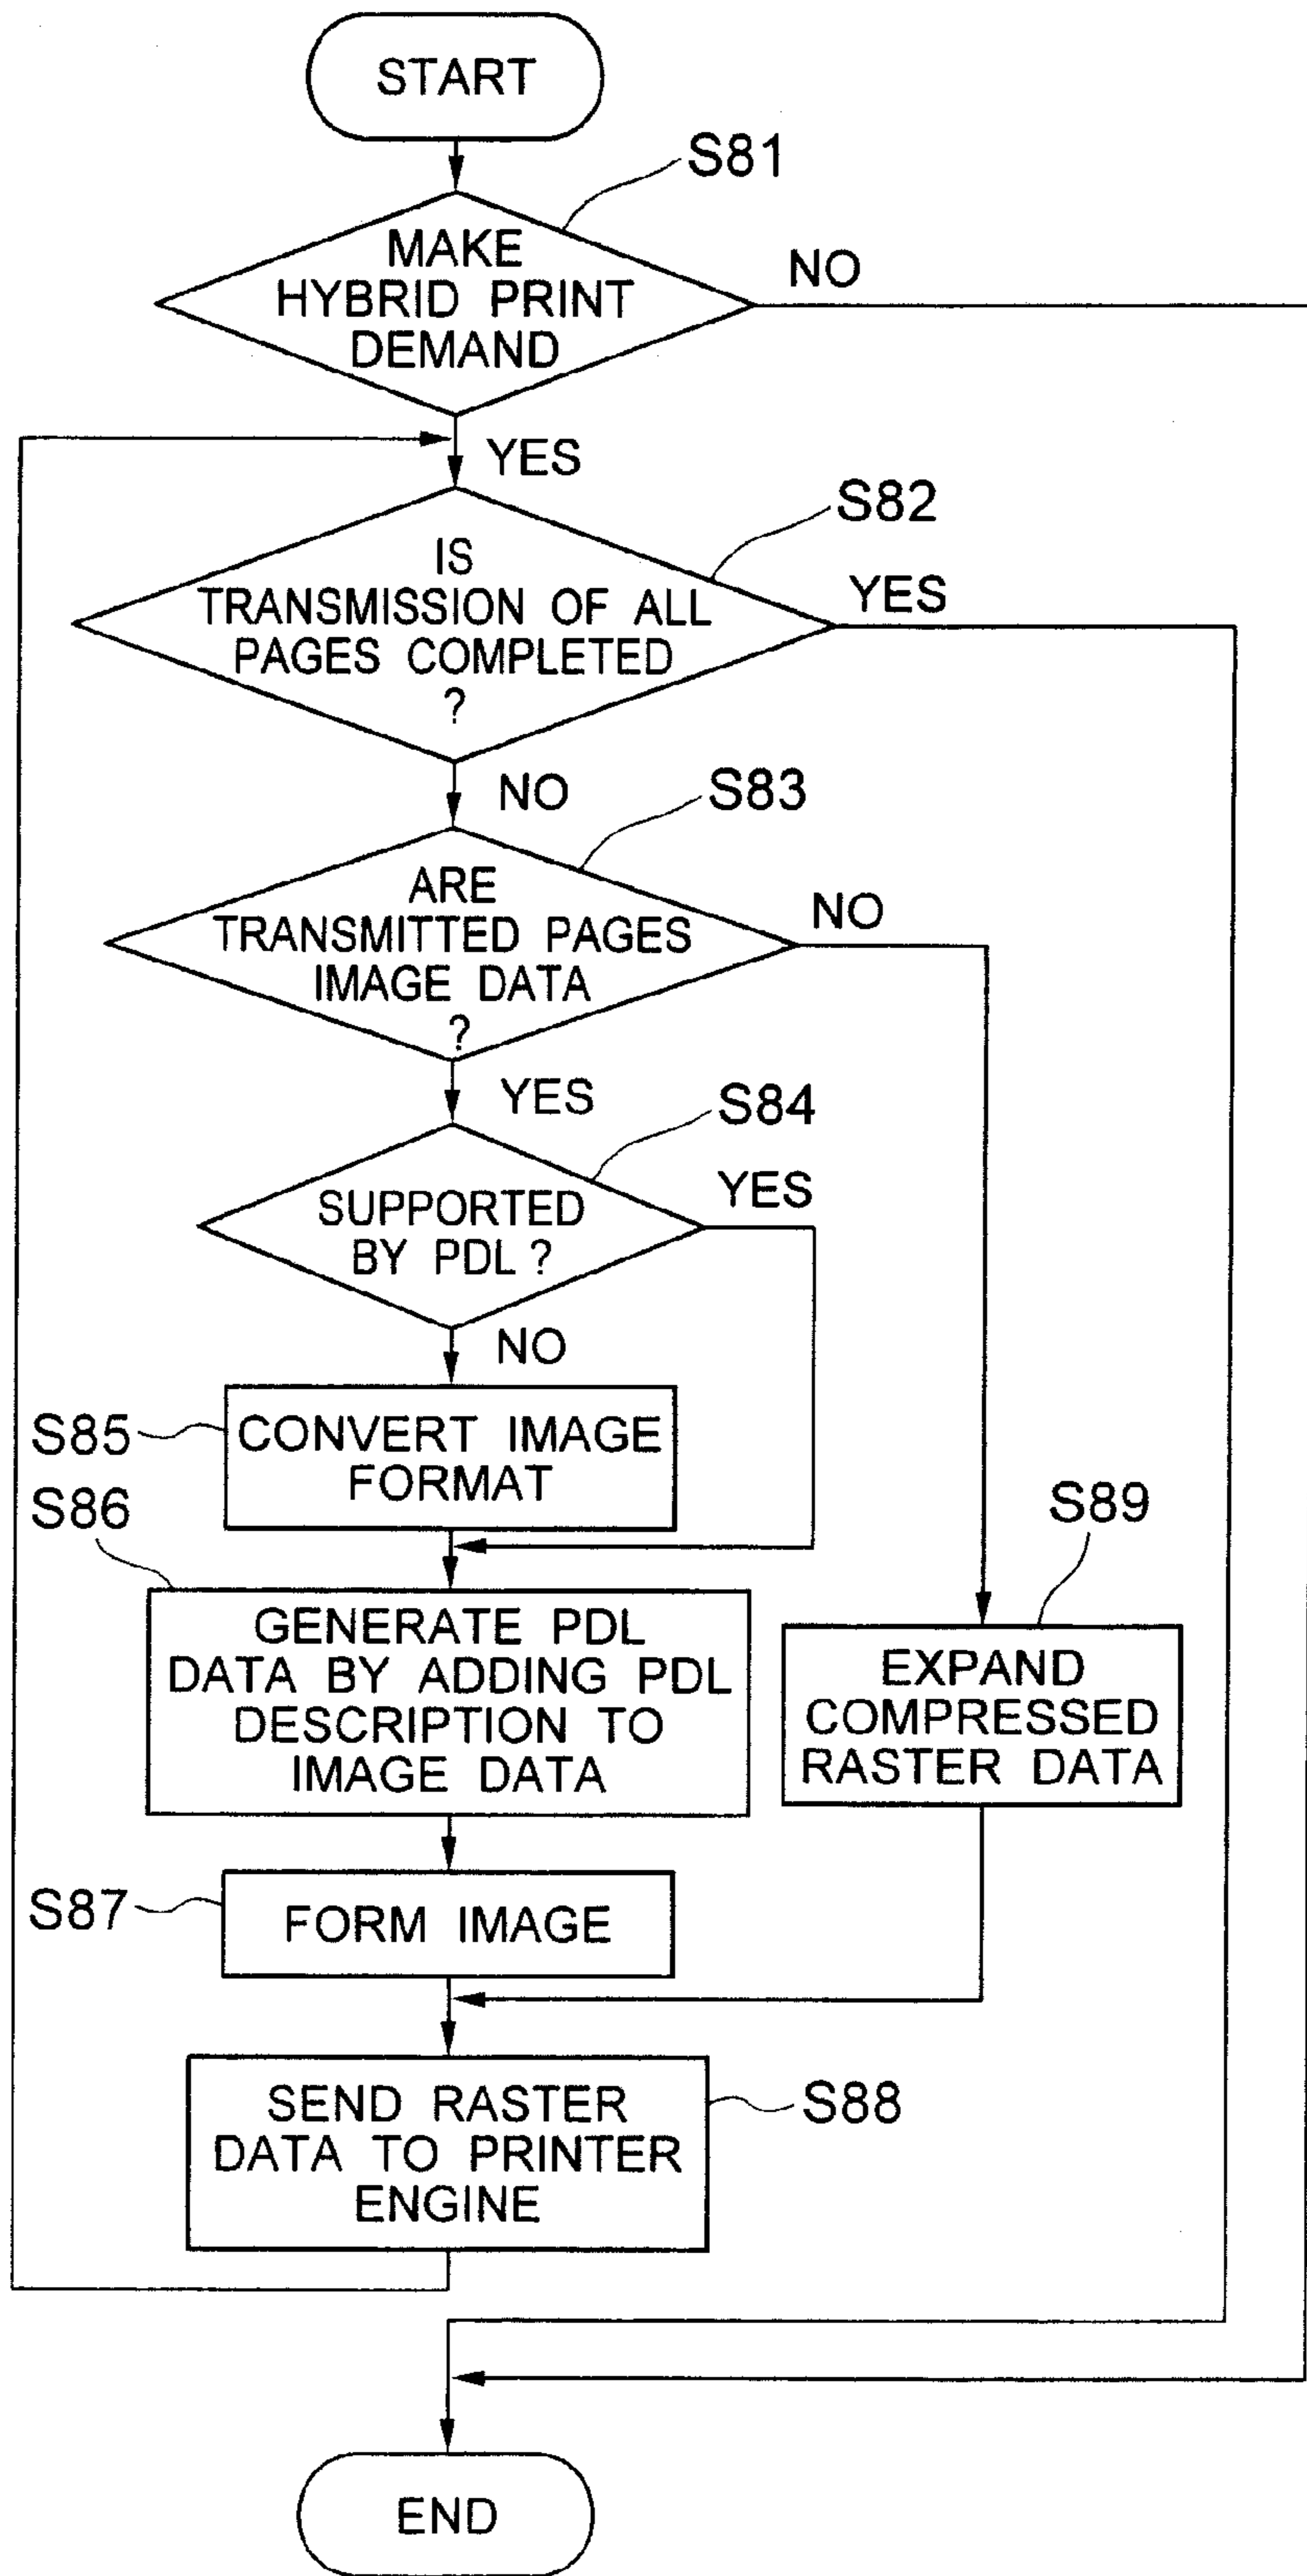 START
S81
MAKE
HYBRID PRINT
DEMAND
NO
YES
S82
IS
TRANSMISSION OF ALL
PAGES COMPLETED
?
YES
NO
S83
ARE
TRANSMITTED PAGES
IMAGE DATA
?
NO
YES
S84
SUPPORTED
BY PDL?
YES
NO
S85
CONVERT IMAGE
FORMAT
S86
GENERATE PDL
DATA BY ADDING PDL
DESCRIPTION TO
IMAGE DATA
S89
EXPAND
COMPRESSED
RASTER DATA
S87
FORM IMAGE
S88
SEND RASTER
DATA TO PRINTER
ENGINE
END